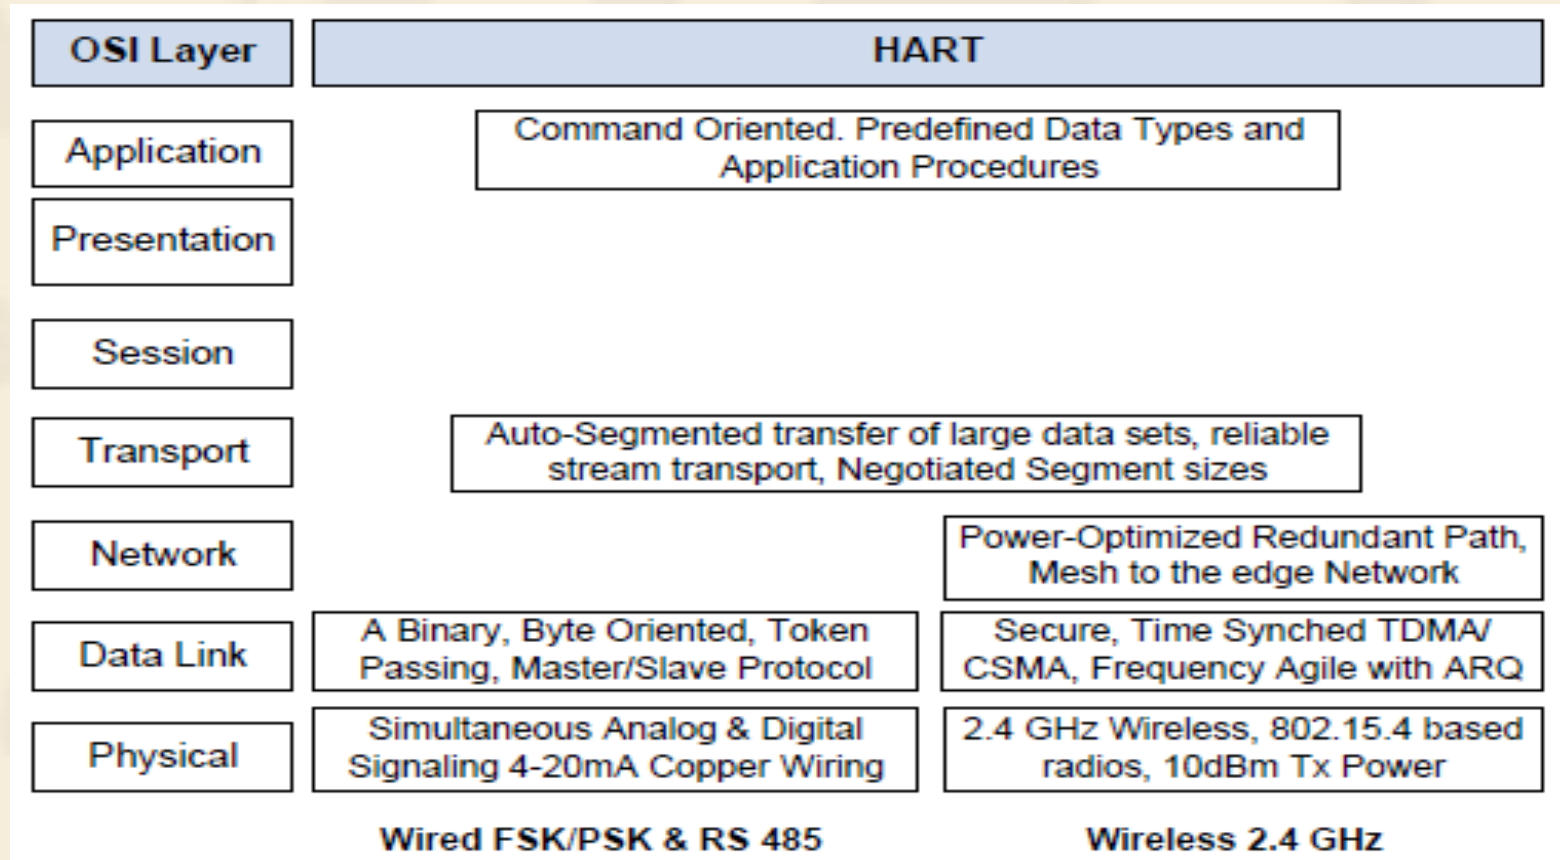 OSI Layer
HART
Application
Command Oriented. Predefined Data Types and
Application Procedures
Presentation
Session
Transport
Auto-Segmented transfer of large data sets, reliable
stream transport, Negotiated Segment sizes
Network
Power-Optimized Redundant Path,
Mesh to the edge Network
Data Link
A Binary, Byte Oriented, Token
Passing, Master/Slave Protocol
Secure, Time Synched TDMA/
CSMA, Frequency Agile with ARQ
Physical
Simultaneous Analog & Digital
Signaling 4-20mA Copper Wiring
2.4 GHz Wireless, 802.15.4 based
radios, 10dBm Tx Power
Wired FSK/PSK & RS 485
Wireless 2.4 GHz